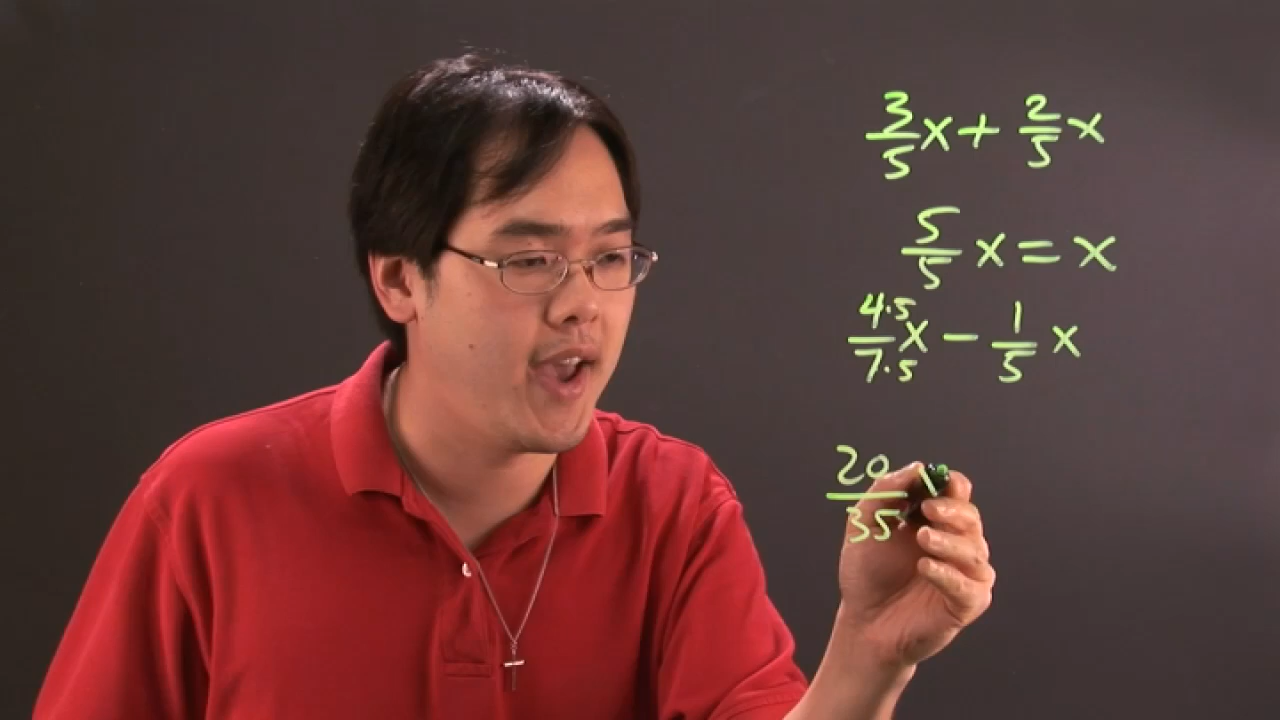 3/5 x + 2/5 x
5/5 x = x
4·5/7·5 x - 1/5 x
20/35